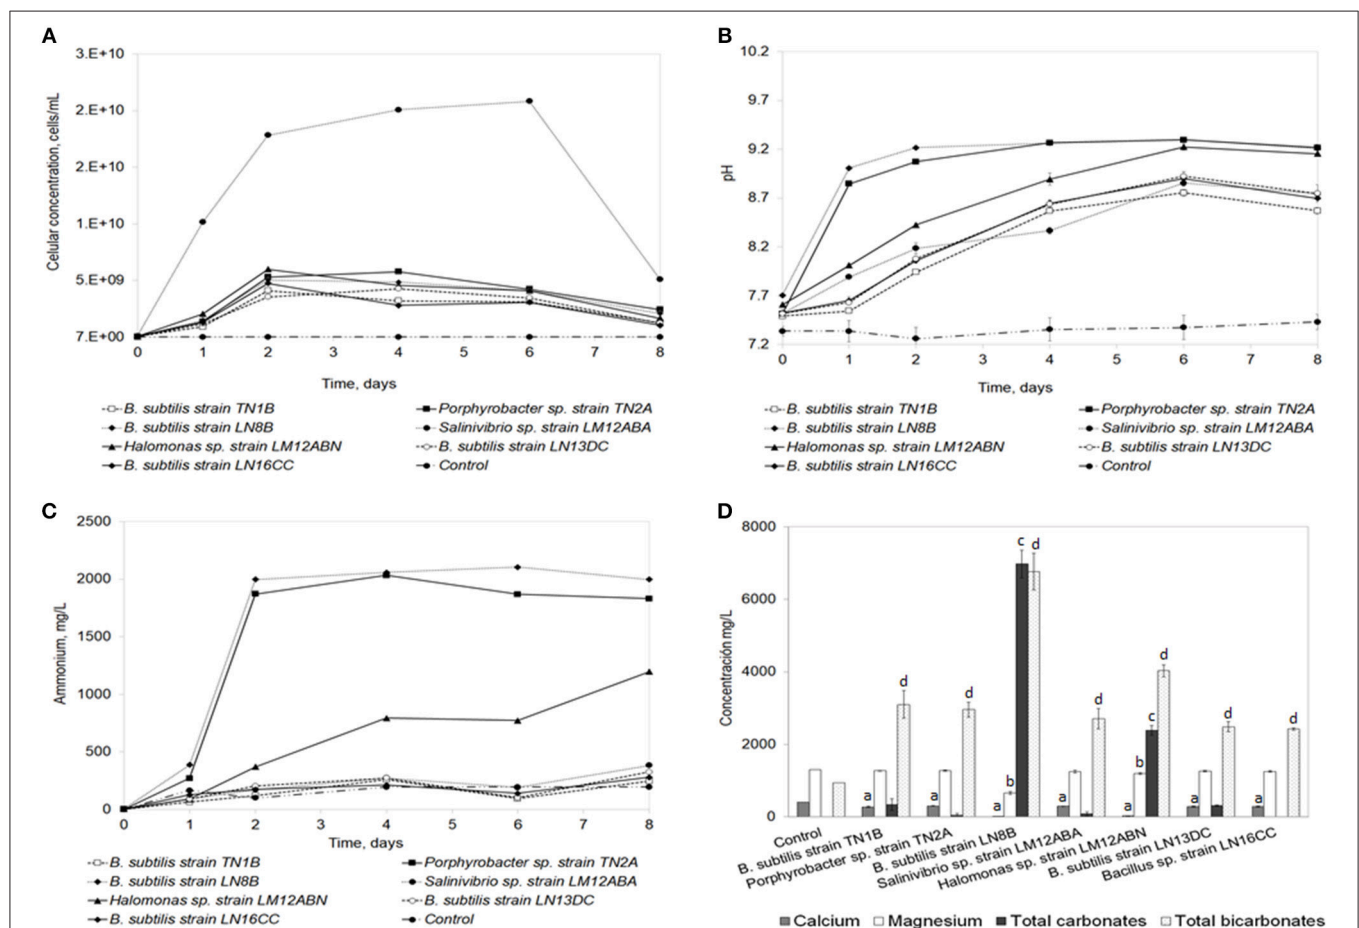 A
3.E+10
2.E+10
2.E+10
1.E+10
5.E+09
7.E+00
Celular concentration, cells/mL
0 1 2 3 4 5 6 7 8
Time, days
B. subtilis strain TN1B
Porphyrobacter sp. strain TN2A
B. subtilis strain LN8B
Salinivibrio sp. strain LM12ABA
Halomonas sp. strain LM12ABN
B. subtilis strain LN13DC
B. subtilis strain LN16CC
Control
B
10.2
9.7
9.2
8.7
8.2
7.7
7.2
pH
0 1 2 3 4 5 6 7 8
Time, days
B. subtilis strain TN1B
Porphyrobacter sp. strain TN2A
B. subtilis strain LN8B
Salinivibrio sp. strain LM12ABA
Halomonas sp. strain LM12ABN
B. subtilis strain LN13DC
B. subtilis strain LN16CC
Control
C
2500
2000
1500
1000
500
0
Ammonium, mg/L
0 1 2 3 4 5 6 7 8
Time, days
B. subtilis strain TN1B
Porphyrobacter sp. strain TN2A
B. subtilis strain LN8B
Salinivibrio sp. strain LM12ABA
Halomonas sp. strain LM12ABN
B. subtilis strain LN13DC
B. subtilis strain LN16CC
Control
D
8000
6000
4000
2000
0
Concentración mg/L
a d
a d
a b c d
a d
a b c d
a d
a d
Control
B. subtilis strain TN1B
Porphyrobacter sp. strain TN2A
B. subtilis strain LN8B
Salinivibrio sp. strain LM12ABA
Halomonas sp. strain LM12ABN
B. subtilis strain LN13DC
Bacillus sp. strain LN16CC
Calcium Magnesium Total carbonates Total bicarbonates